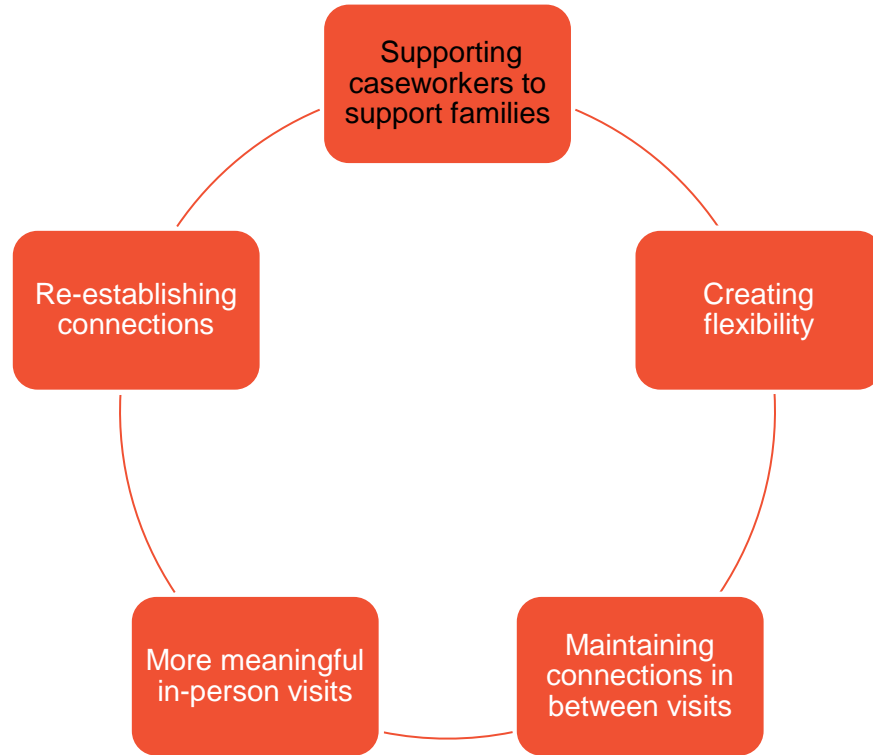 Supporting
caseworkers to
support families
Creating
flexibility
Maintaining
connections in
between visits
More meaningful
in-person visits
Re-establishing
connections